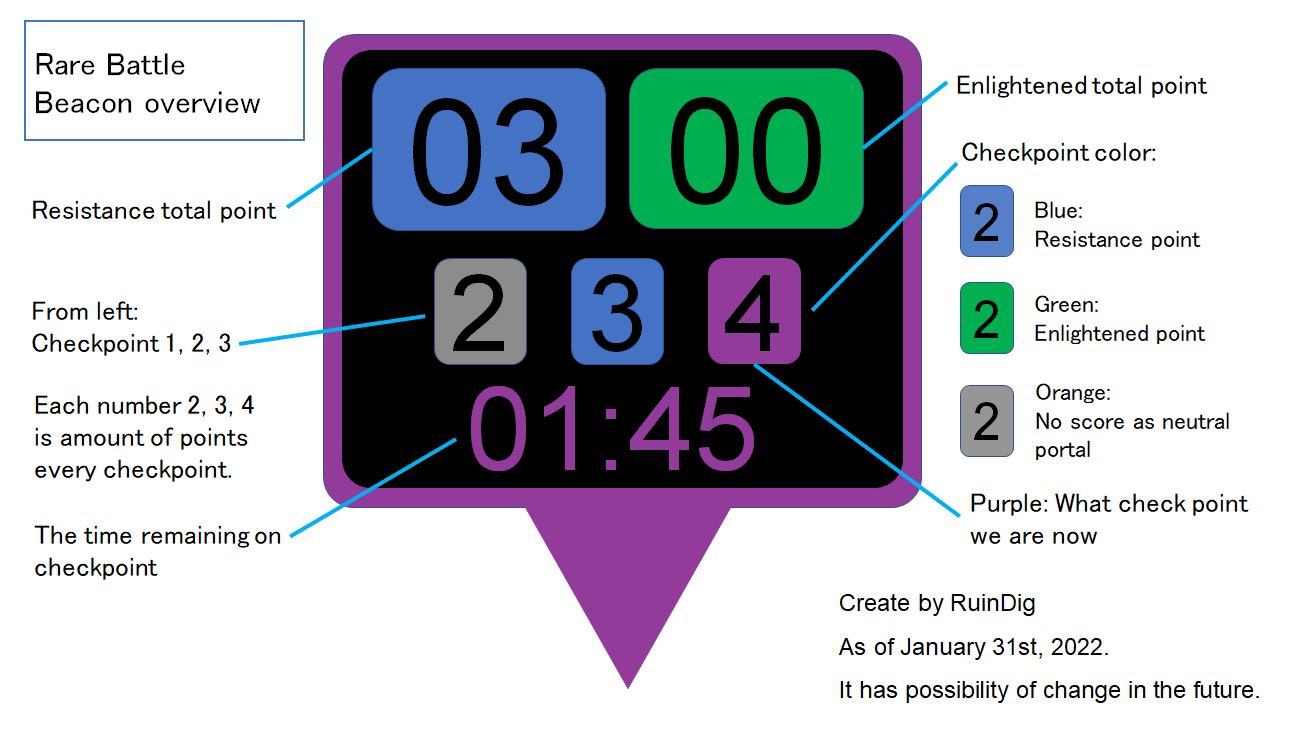 Rare Battle
Beacon overview
03
00
Enlightened total point
Checkpoint color:
Resistance total point
2
Blue:
Resistance point
From left:
Checkpoint 1, 2, 3
2
3
4
2
Green:
Enlightened point
Each number 2, 3, 4
is amount of points
every checkpoint.
01:45
2
Orange:
No score as neutral
portal
The time remaining on
checkpoint
Purple: What check point
we are now
Create by RuinDig
As of January 31st, 2022.
It has possibility of change in the future.